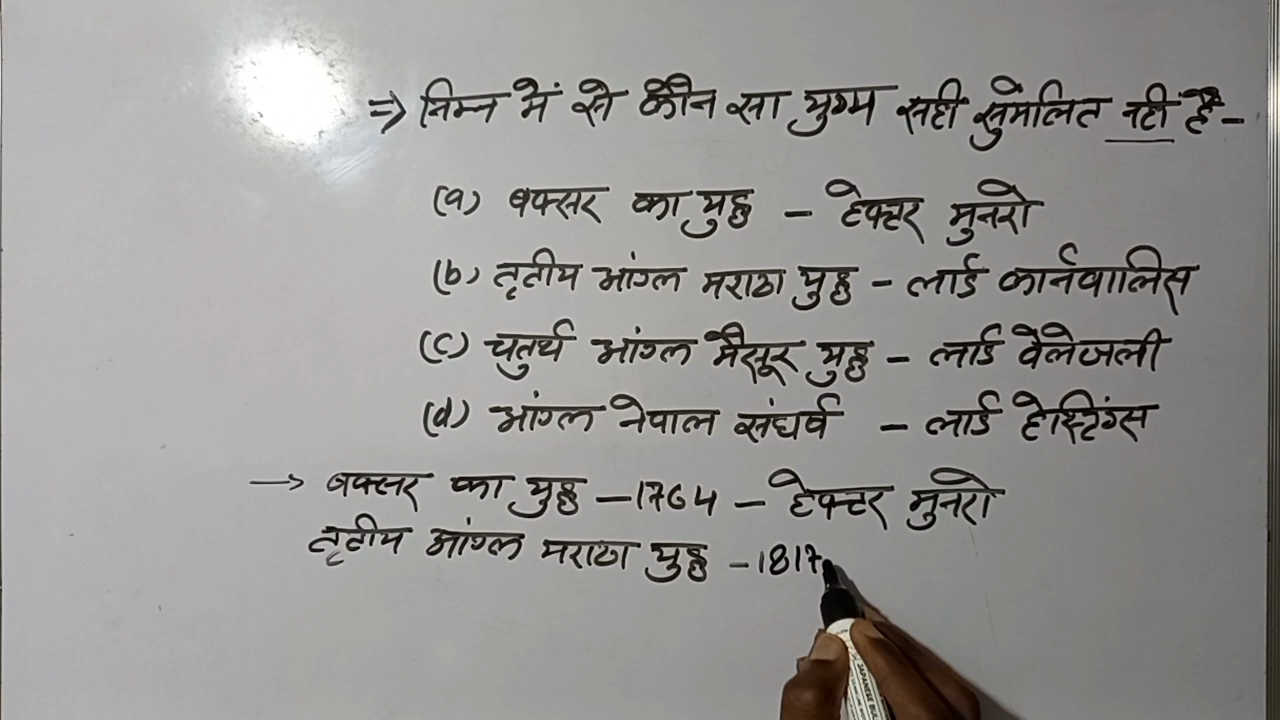 ⇒ निम्न में से कौन सा युग्म सही सुमेलित नही है -
(a) बक्सर का युद्ध - हेक्टर मुनरो
(b) तृतीय आंग्ल मराठा युद्ध - लार्ड कार्नवालिस
(c) चतुर्थ आंग्ल मैसूर युद्ध - लार्ड वेलेजली
(d) आंग्ल नेपाल संघर्ष - लार्ड हेस्टिंग्स
→ बक्सर का युद्ध - 1764 - हेक्टर मुनरो
तृतीय आंग्ल मराठा युद्ध - 1817